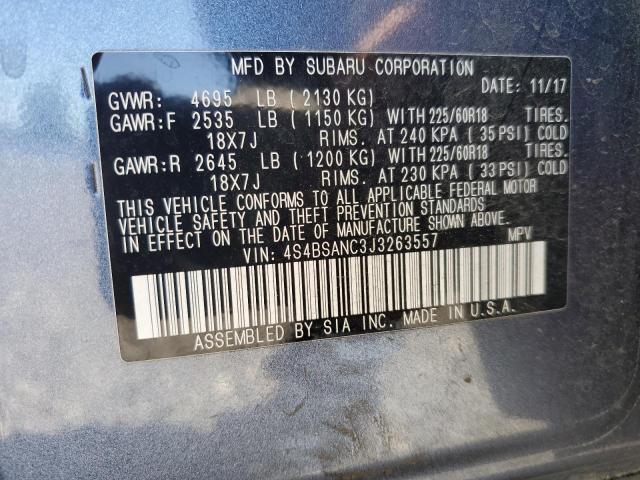 MFD BY SUBARU CORPORATION
DATE: 11/17
GVWR: 4695 LB ( 2130 KG)
GAWR:F 2535 LB ( 1150 KG) WITH 225/60R18 TIRES.
18X7J RIMS. AT 240 KPA ( 35 PSI) COLD
GAWR:R 2645 LB ( 1200 KG) WITH 225/60R18 TIRES.
18X7J RIMS. AT 230 KPA ( 33 PSI) COLD
THIS VEHICLE CONFORMS TO ALL APPLICABLE FEDERAL MOTOR
VEHICLE SAFETY AND THEFT PREVENTION STANDARDS
IN EFFECT ON THE DATE OF MANUFACTURE SHOWN ABOVE.
VIN: 4S4BSANC3J3263557 MPV
ASSEMBLED BY SIA INC. MADE IN U.S.A.